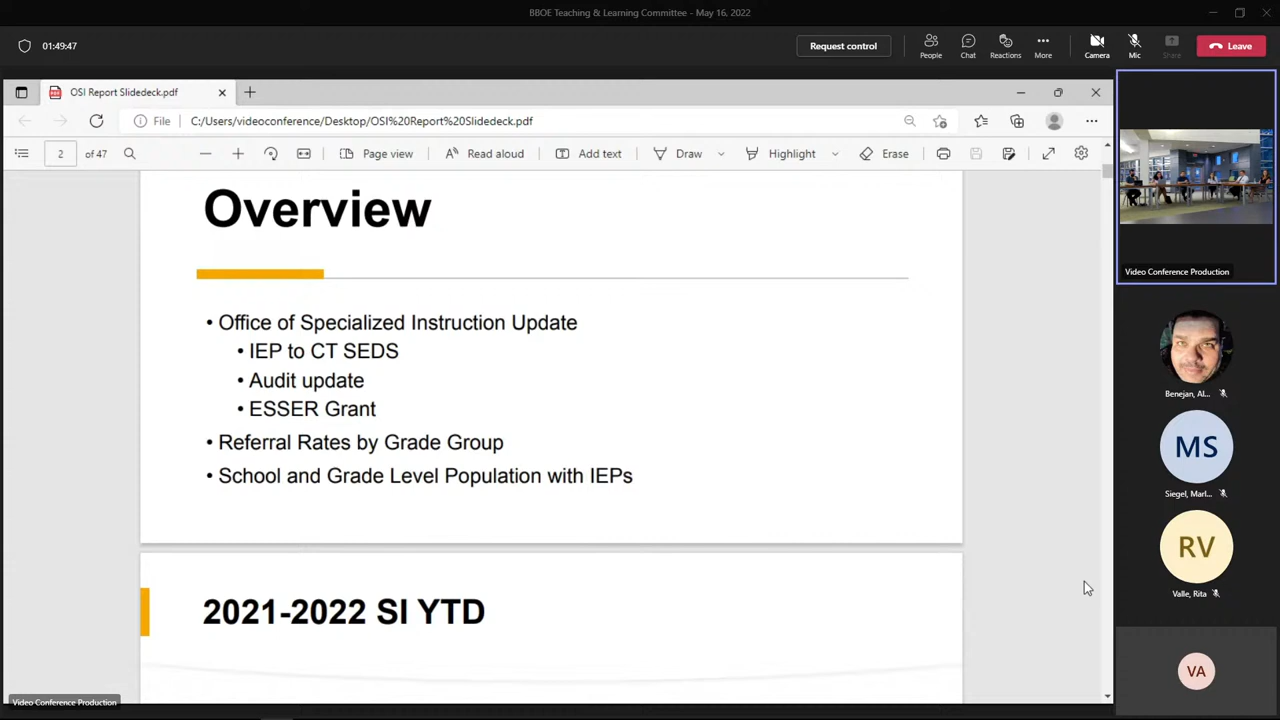 BBOE Teaching & Learning Committee - May 16, 2022
01:49:47
Request control
People
Chat
Reactions
More
Camera
Mic
Share
Leave
OSI Report Slidedeck.pdf
File
C:/Users/videoconference/Desktop/OSI%20Report%20Slidedeck.pdf
2 of 47
Page view
Read aloud
Add text
Draw
Highlight
Erase
Overview
• Office of Specialized Instruction Update
• IEP to CT SEDS
• Audit update
• ESSER Grant
• Referral Rates by Grade Group
• School and Grade Level Population with IEPs
2021-2022 SI YTD
Video Conference Production
Video Conference Production
Benejan, Al...
MS
Siegel, Marl...
RV
Valle, Rita
VA